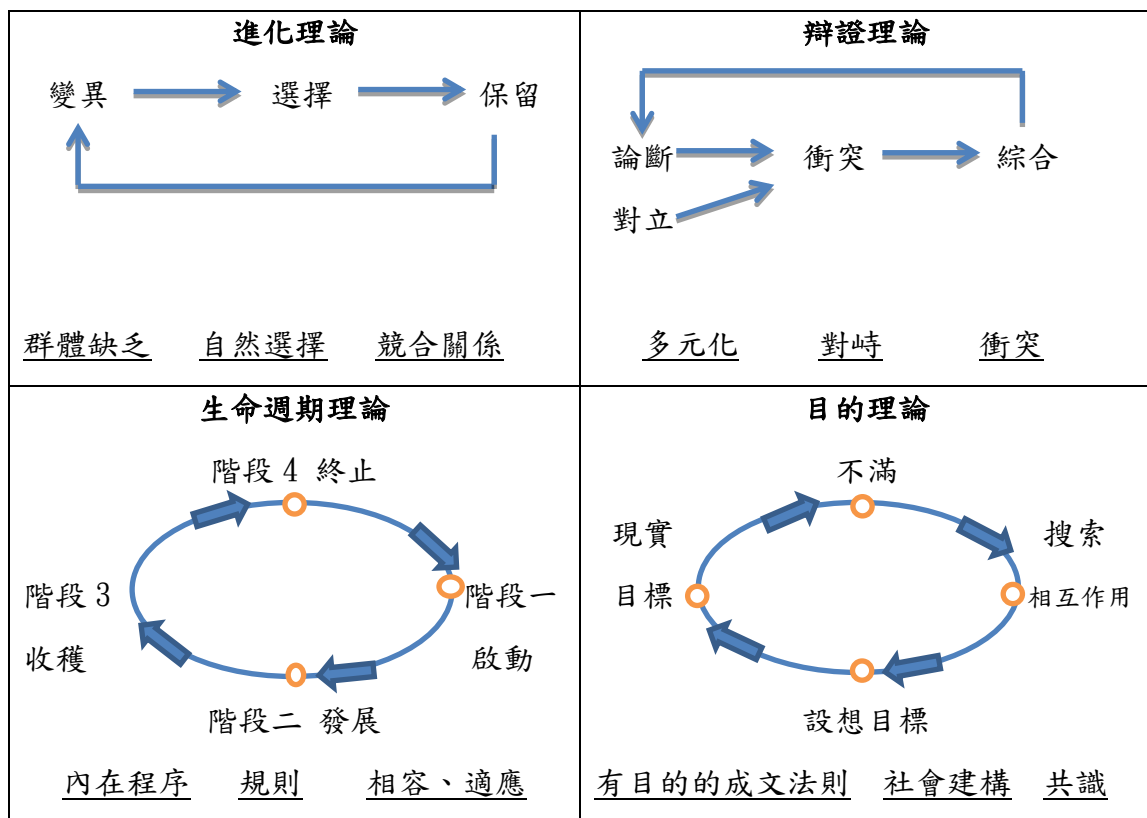 進化理論
變異 選擇 保留
群體缺乏 自然選擇 競合關係
辯證理論
論斷 衝突 綜合
對立
多元化 對峙 衝突
生命週期理論
階段 4 終止
階段 3
收穫
階段一
啟動
階段二 發展
內在程序 規則 相容、適應
目的理論
不滿
現實
目標
搜索
相互作用
設想目標
有目的的成文法則 社會建構 共識